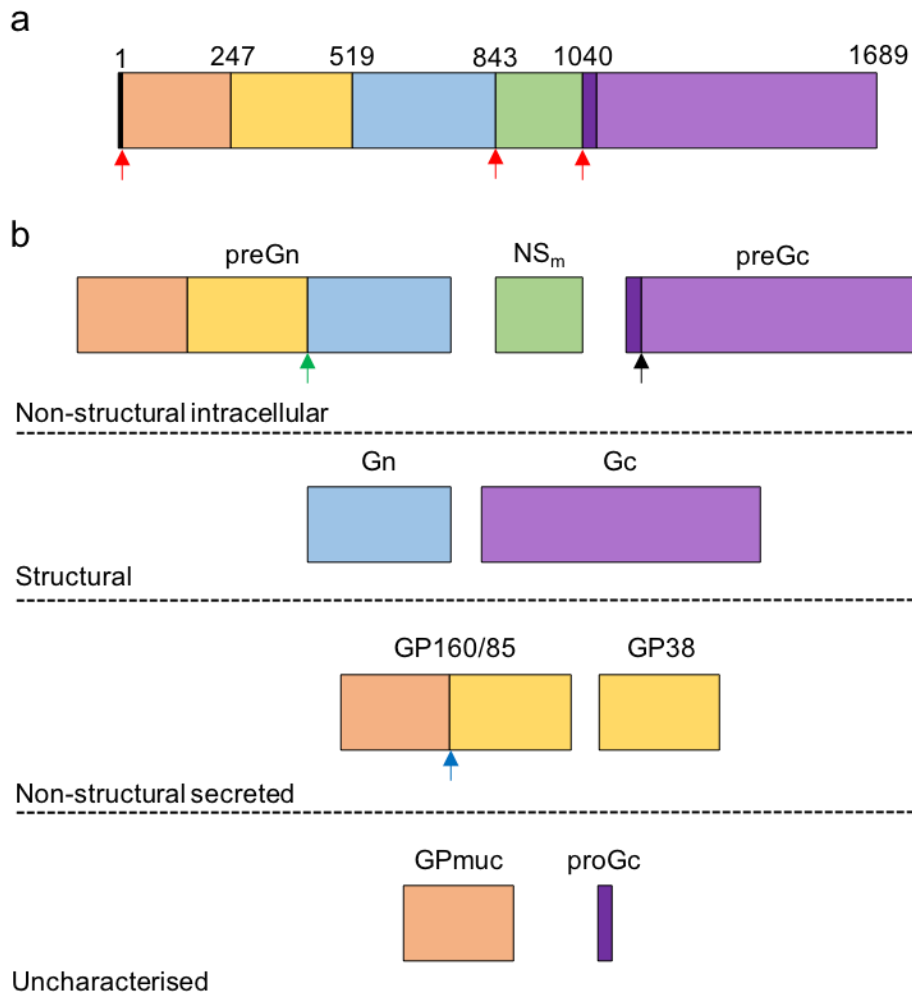 a
1 247 519 843 1040 1689
b
preGn NSm preGc
Non-structural intracellular
Gn Gc
Structural
GP160/85 GP38
Non-structural secreted
GPmuc proGc
Uncharacterised